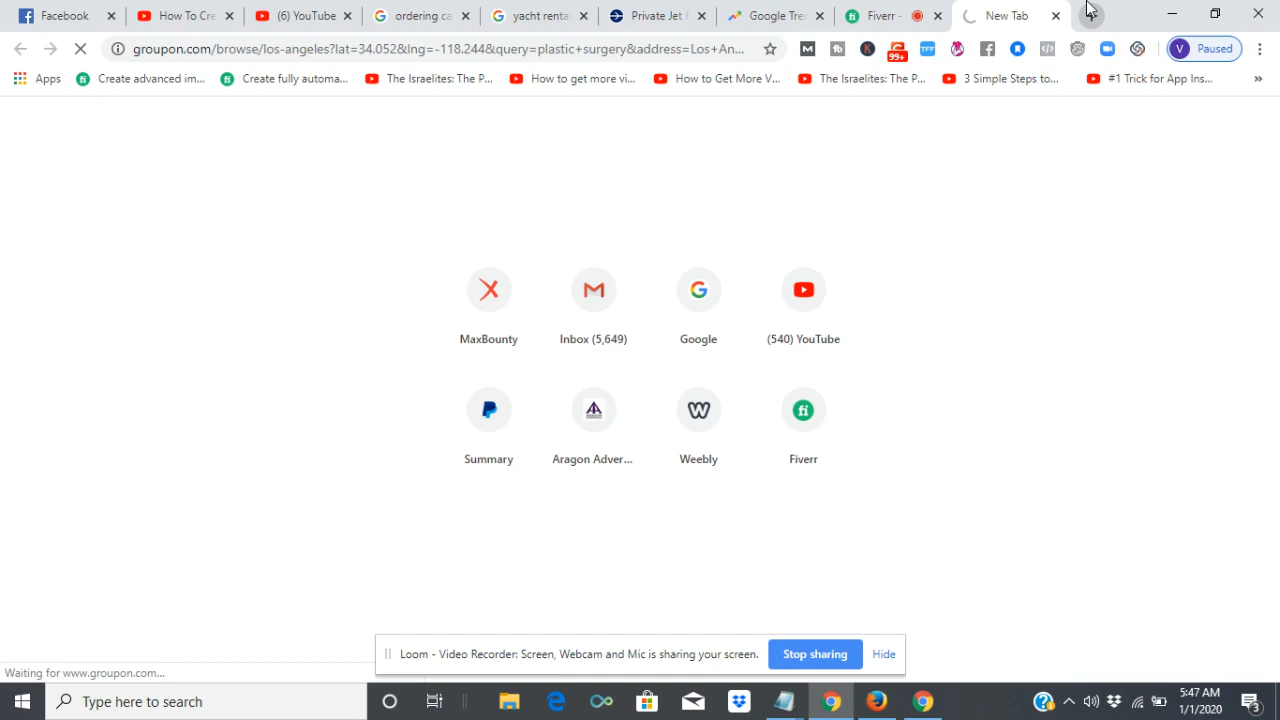 Facebook
How To Cre
(6) YouTube
ordering ca
yacht rental
Private Jet F
Google Tren
Fiverr -
New Tab
groupon.com/browse/los-angeles?lat=34.052&lng=-118.244&query=plastic+surgery&address=Los+An...
99+
V Paused
Apps
Create advanced im...
Create fully automa...
The Israelites: The P...
How to get more vi...
How to Get More V...
The Israelites: The P...
3 Simple Steps to...
#1 Trick for App Ins...
»
MaxBounty
Inbox (5,649)
Google
(540) YouTube
Summary
Aragon Adver...
Weebly
Fiverr
Loom - Video Recorder: Screen, Webcam and Mic is sharing your screen.
Stop sharing
Hide
Waiting for www.groupon.com...
Type here to search
5:47 AM
1/1/2020
3